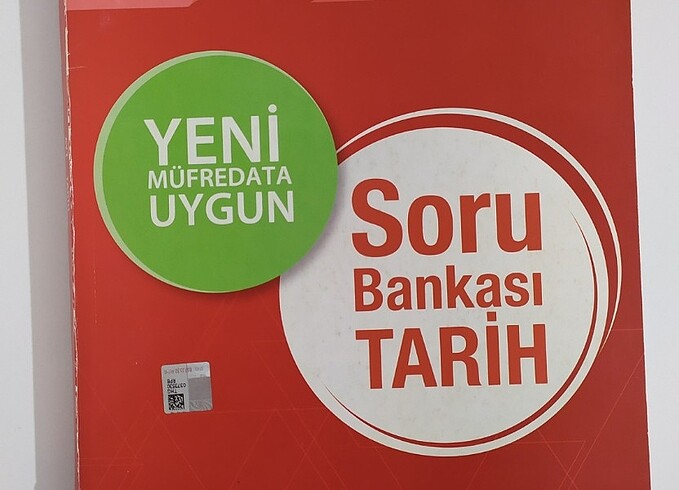 YENİ
MÜFREDATA
UYGUN
Soru
Bankası
TARİH